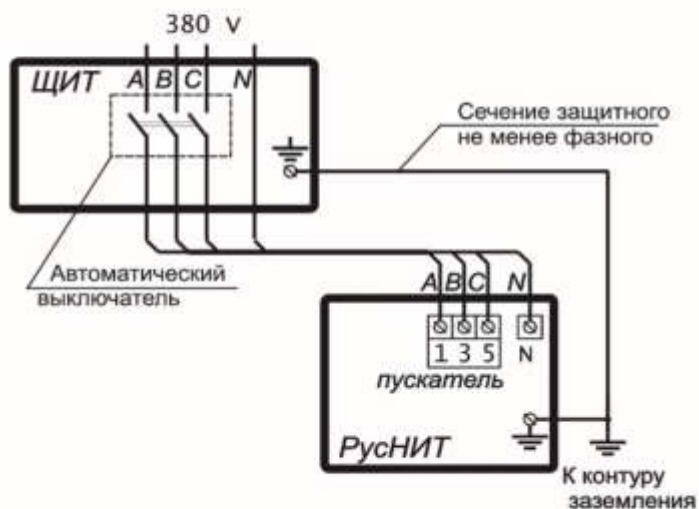 380 V
ЩИТ A B C N
Сечение защитного
не менее фазного
Автоматический
выключатель
A B C N
1 3 5 N
пускатель
РусНИТ
К контуру
заземления